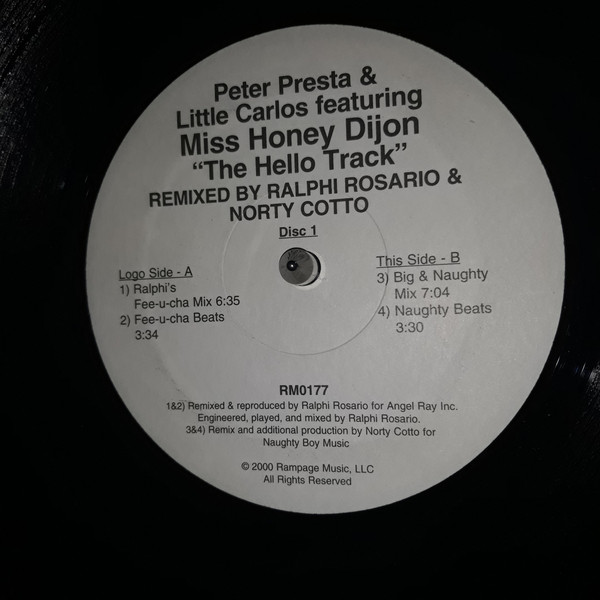 Peter Presta &
Little Carlos featuring
Miss Honey Dijon
“The Hello Track”
REMIXED BY RALPHI ROSARIO &
NORTY COTTO
Disc 1
Logo Side - A
1) Ralphi's
Fee-u-cha Mix 6:35
2) Fee-u-cha Beats
3:34
This Side - B
3) Big & Naughty
Mix 7:04
4) Naughty Beats
3:30
RM0177
1&2) Remixed & reproduced by Ralphi Rosario for Angel Ray Inc.
Engineered, played, and mixed by Ralphi Rosario.
3&4) Remix and additional production by Norty Cotto for
Naughty Boy Music
© 2000 Rampage Music, LLC
All Rights Reserved